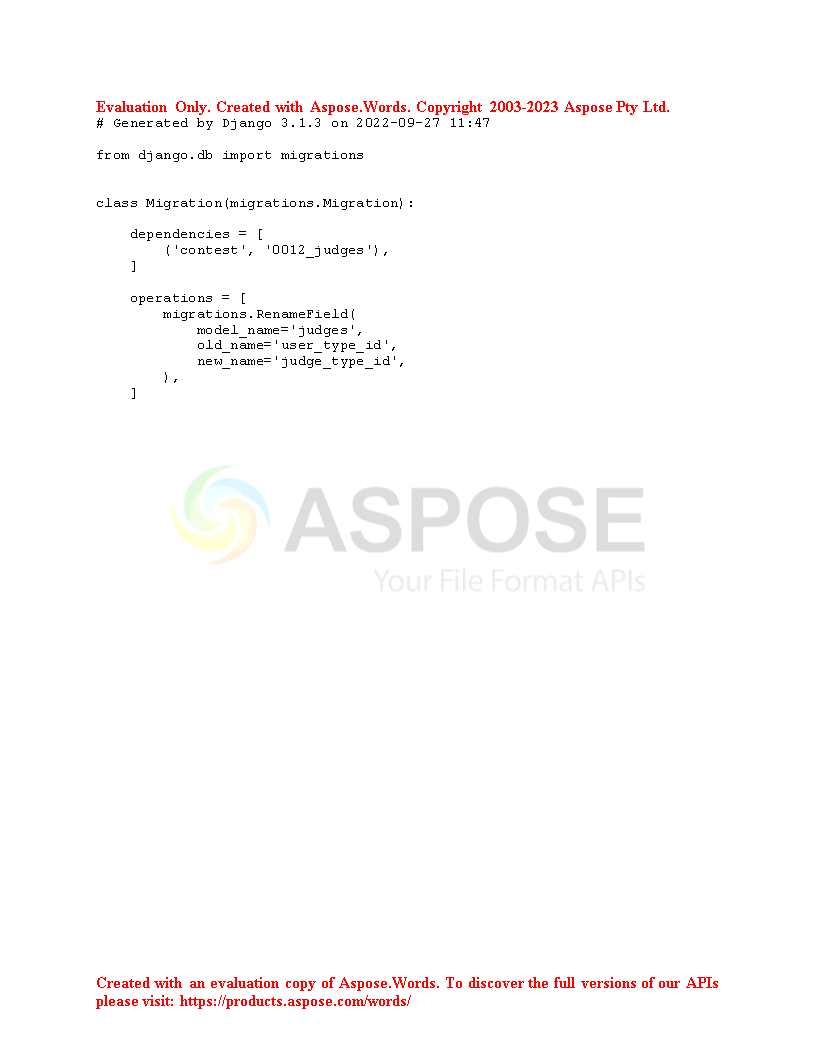 Evaluation Only. Created with Aspose.Words. Copyright 2003-2023 Aspose Pty Ltd.
# Generated by Django 3.1.3 on 2022-09-27 11:47

from django.db import migrations


class Migration(migrations.Migration):

    dependencies = [
        ('contest', '0012_judges'),
    ]

    operations = [
        migrations.RenameField(
            model_name='judges',
            old_name='user_type_id',
            new_name='judge_type_id',
        ),
    ]

ASPOSE
Your File Format APIs

Created with an evaluation copy of Aspose.Words. To discover the full versions of our APIs
please visit: https://products.aspose.com/words/